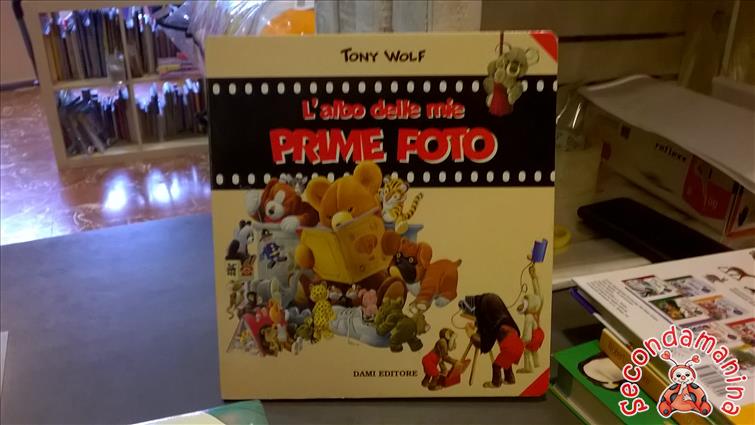 TONY WOLF
L'albo delle mie
PRIME FOTO
DAMI EDITORE
secondamanina